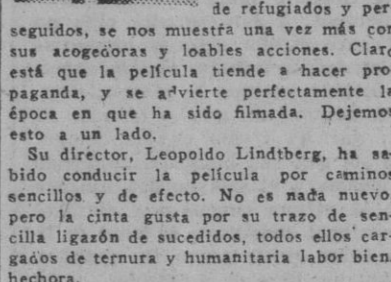 de refugiados y per
seguidos, se nos muestra una vez más con
sus acogedoras y loables acciones. Claro
está que la película tiende a hacer pro
paganda, y se advierte perfectamente la
época en que ha sido filmada. Dejemos
esto a un lado.
Su director, Leopoldo Lindtberg, ha sa
bido conducir la película por caminos
sencillos y de efecto. No es nada nuevo
pero la cinta gusta por su trazo de sen-
cilla ligazón de sucedidos, todos ellos car-
gados de ternura y humanitaria labor bien
hechora.